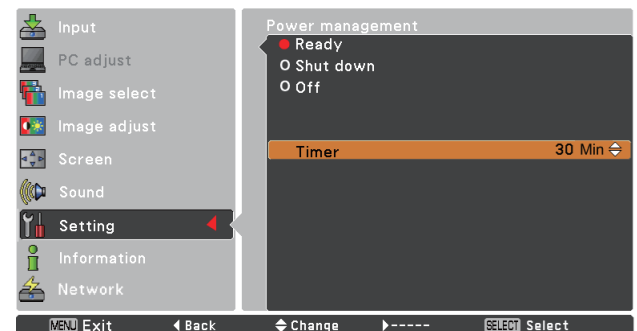 Input
PC adjust
Image select
Image adjust
Screen
Sound
Setting
Information
Network
Power management
Ready
Shut down
Off
Timer 30 Min
MENU Exit Back Change ----- SELECT Select